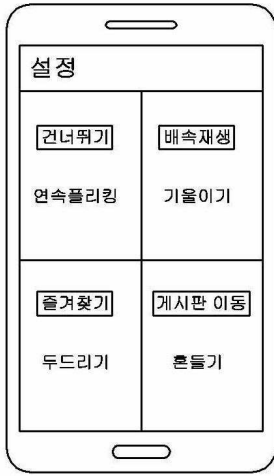 설정
건너뛰기
연속플리킹
배속재생
기울이기
즐겨찾기
두드리기
게시판 이동
흔들기